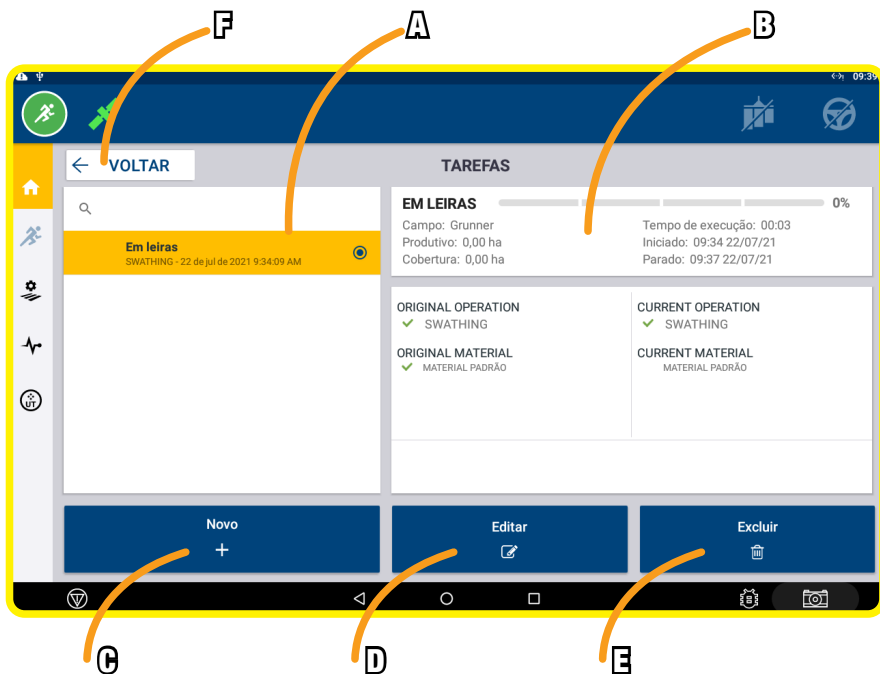 F A B
09:39
VOLTAR
TAREFAS
Em leiras
SWATHING - 22 de jul de 2021 9:34:09 AM
EM LEIRAS 0%
Campo: Grunner
Produtivo: 0,00 ha
Cobertura: 0,00 ha
Tempo de execução: 00:03
Iniciado: 09:34 22/07/21
Parado: 09:37 22/07/21
ORIGINAL OPERATION
SWATHING
ORIGINAL MATERIAL
MATERIAL PADRÃO
CURRENT OPERATION
SWATHING
CURRENT MATERIAL
MATERIAL PADRÃO
UT
Novo
Editar
Excluir
C D E